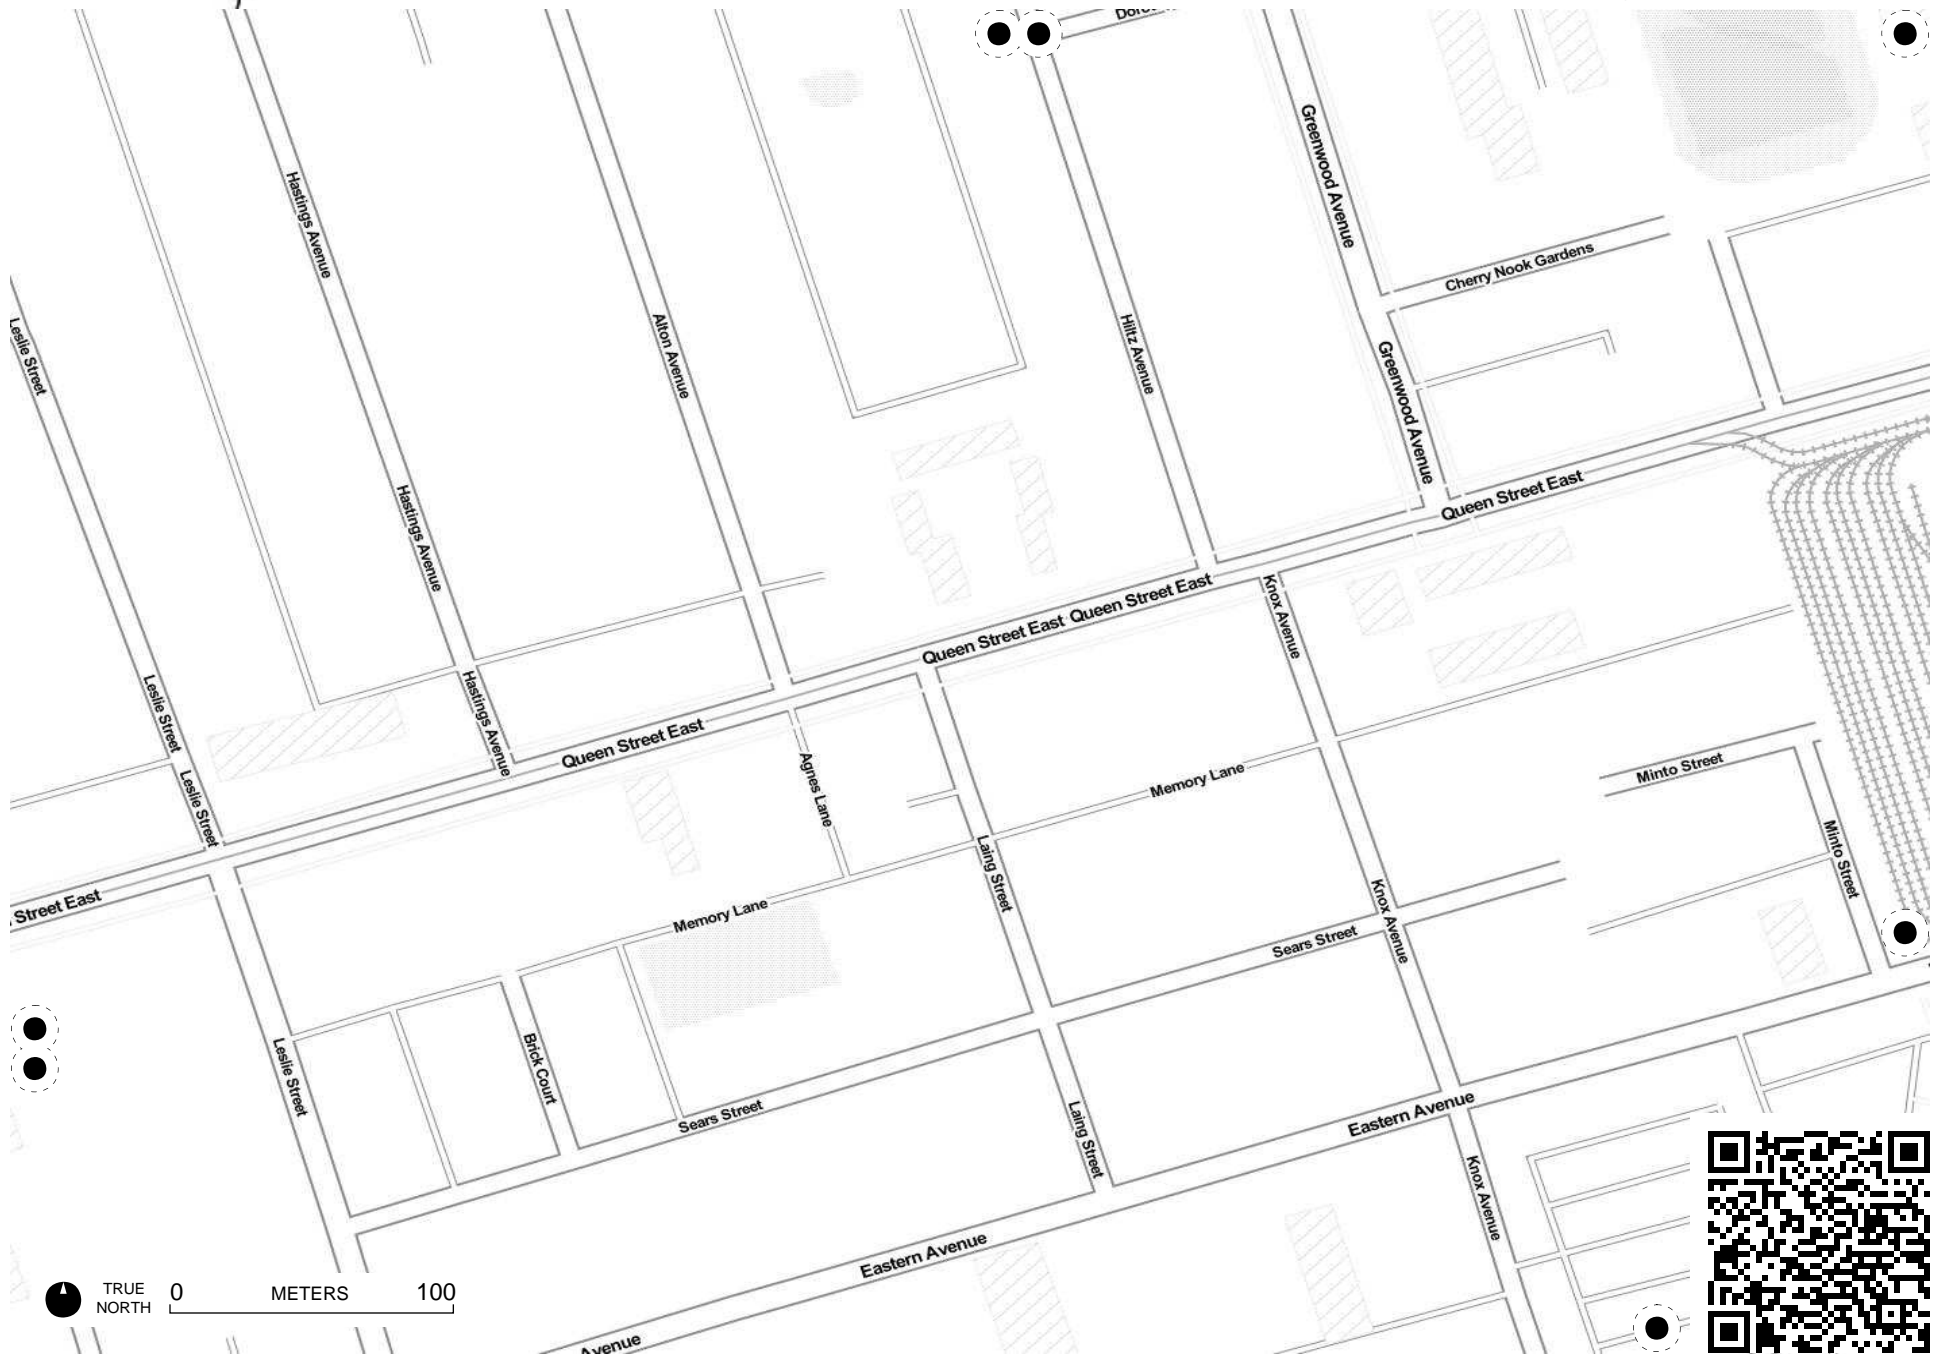 Hastings Avenue
Greenwood Avenue
Cherry Nook Gardens
Leslie Street
Alton Avenue
Hiltz Avenue
Greenwood Avenue
Hastings Avenue
Queen Street East
Queen Street East
Queen Street East
Knox Avenue
Leslie Street
Hastings Avenue
Queen Street East
Agnes Lane
Memory Lane
Minto Street
Leslie Street
Minto Street
Laing Street
Street East
Memory Lane
Knox Avenue
Sears Street
Leslie Street
Brick Court
Sears Street
Laing Street
Eastern Avenue
Knox Avenue
Eastern Avenue
Avenue
TRUE
NORTH
0 METERS 100